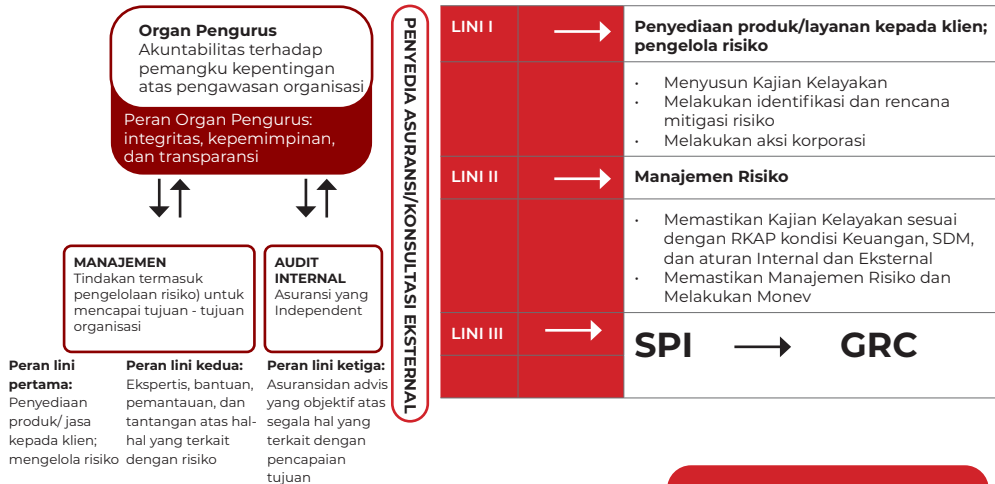 Organ Pengurus
Akuntabilitas terhadap
pemangku kepentingan
atas pengawasan organisasi
Peran Organ Pengurus:
integritas, kepemimpinan,
dan transparansi
MANAJEMEN
Tindakan termasuk
pengelolaan risiko) untuk
mencapai tujuan - tujuan
organisasi
AUDIT
INTERNAL
Asuransi yang
Independent
Peran lini
pertama:
Penyediaan
produk/ jasa
kepada klien;
mengelola risiko
Peran lini kedua:
Ekspertis, bantuan,
pemantauan, dan
tantangan atas hal-
hal yang terkait
dengan risiko
Peran lini ketiga:
Asuransidan advis
yang objektif atas
segala hal yang
terkait dengan
pencapaian
tujuan
PENYEDIA ASURANSI/KONSULTASI EKSTERNAL
LINI I
Penyediaan produk/layanan kepada klien;
pengelola risiko
• Menyusun Kajian Kelayakan
• Melakukan identifikasi dan rencana
mitigasi risiko
• Melakukan aksi korporasi
LINI II
Manajemen Risiko
• Memastikan Kajian Kelayakan sesuai
dengan RKAP kondisi Keuangan, SDM,
dan aturan Internal dan Eksternal
• Memastikan Manajemen Risiko dan
Melakukan Monev
LINI III
SPI → GRC